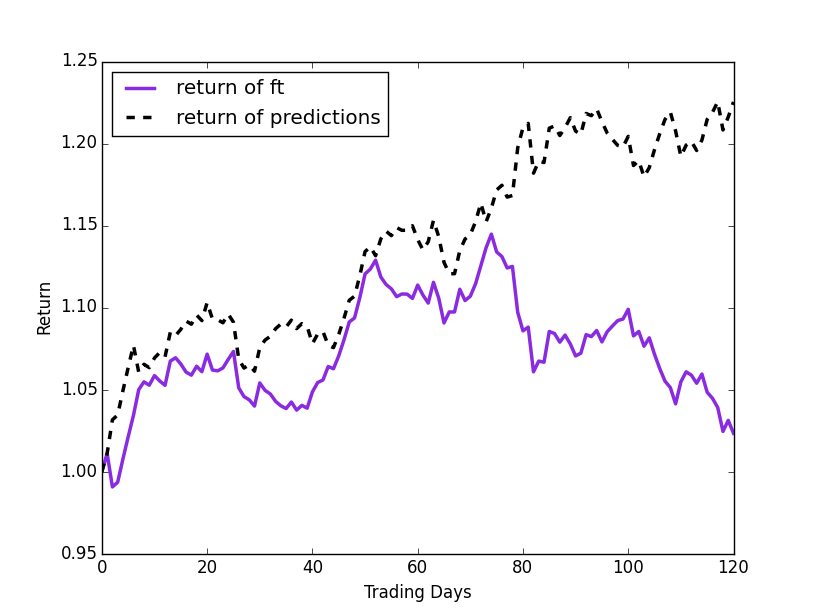 return of ft
return of predictions
1.25
1.20
1.15
1.10
1.05
1.00
0.95
Return
0 20 40 60 80 100 120
Trading Days